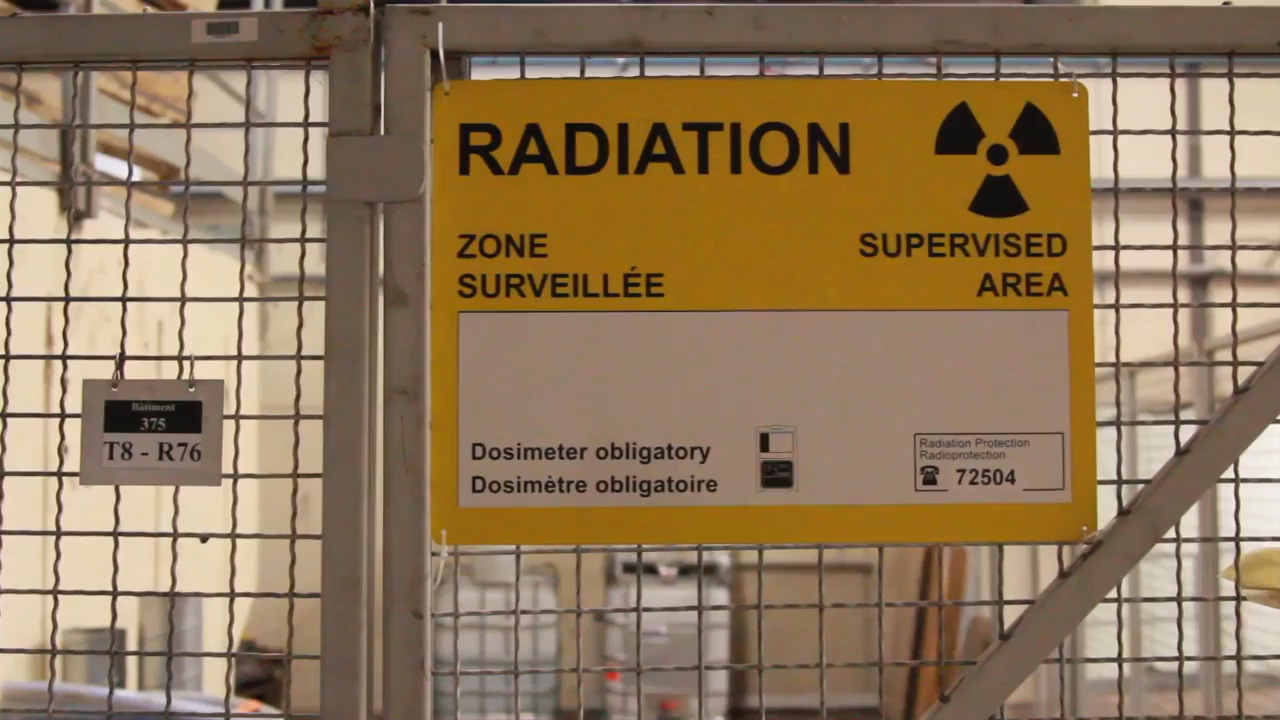 RADIATION
ZONE
SURVEILLÉE
SUPERVISED
AREA
Dosimeter obligatory
Dosimètre obligatoire
Radiation Protection
Radioprotection
72504
Bâtiment
375
T8 - R76